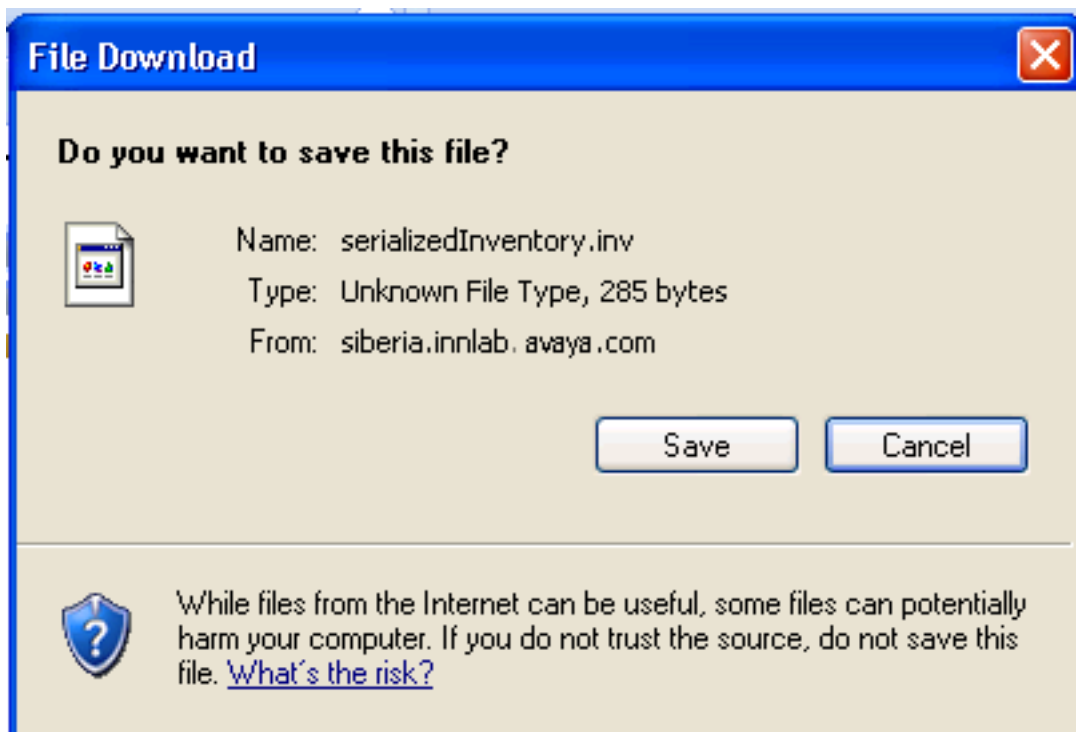 File Download
Do you want to save this file?
Name: serializedInventory.inv
Type: Unknown File Type, 285 bytes
From: siberia.innlab. avaya.com
Save Cancel
While files from the Internet can be useful, some files can potentially
harm your computer. If you do not trust the source, do not save this
file. What's the risk?